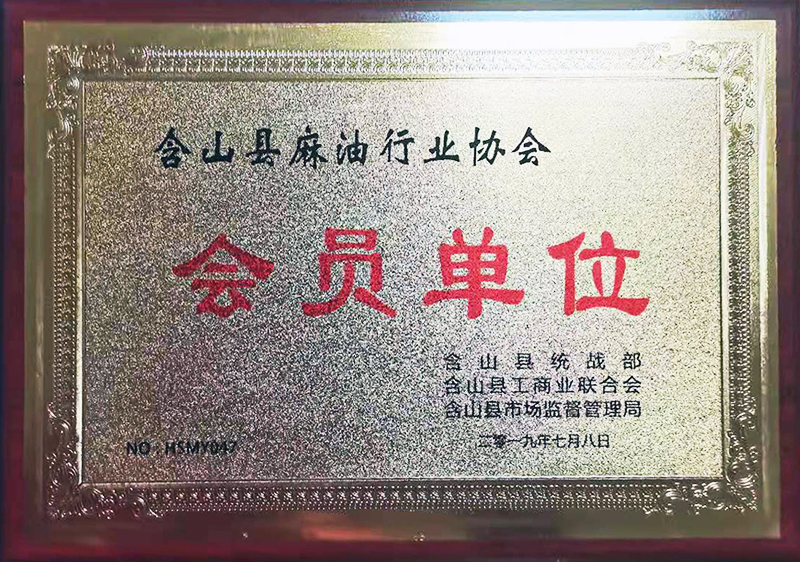 含山县麻油行业协会
会员单位
含山县统战部
含山县工商业联合会
含山县市场监督管理局
NO：HSMY047
二零一九年七月八日